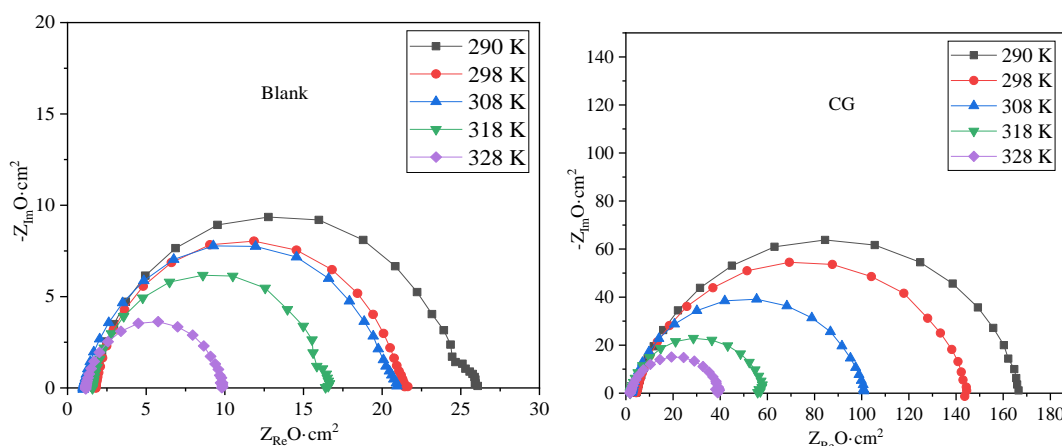 20
15
10
5
0
-Z_Im O·cm²
Blank
290 K
298 K
308 K
318 K
328 K
0 5 10 15 20 25 30
Z_Re O·cm²
140
120
100
80
60
40
20
0
-Z_Im O·cm²
CG
290 K
298 K
308 K
318 K
328 K
0 20 40 60 80 100 120 140 160 180